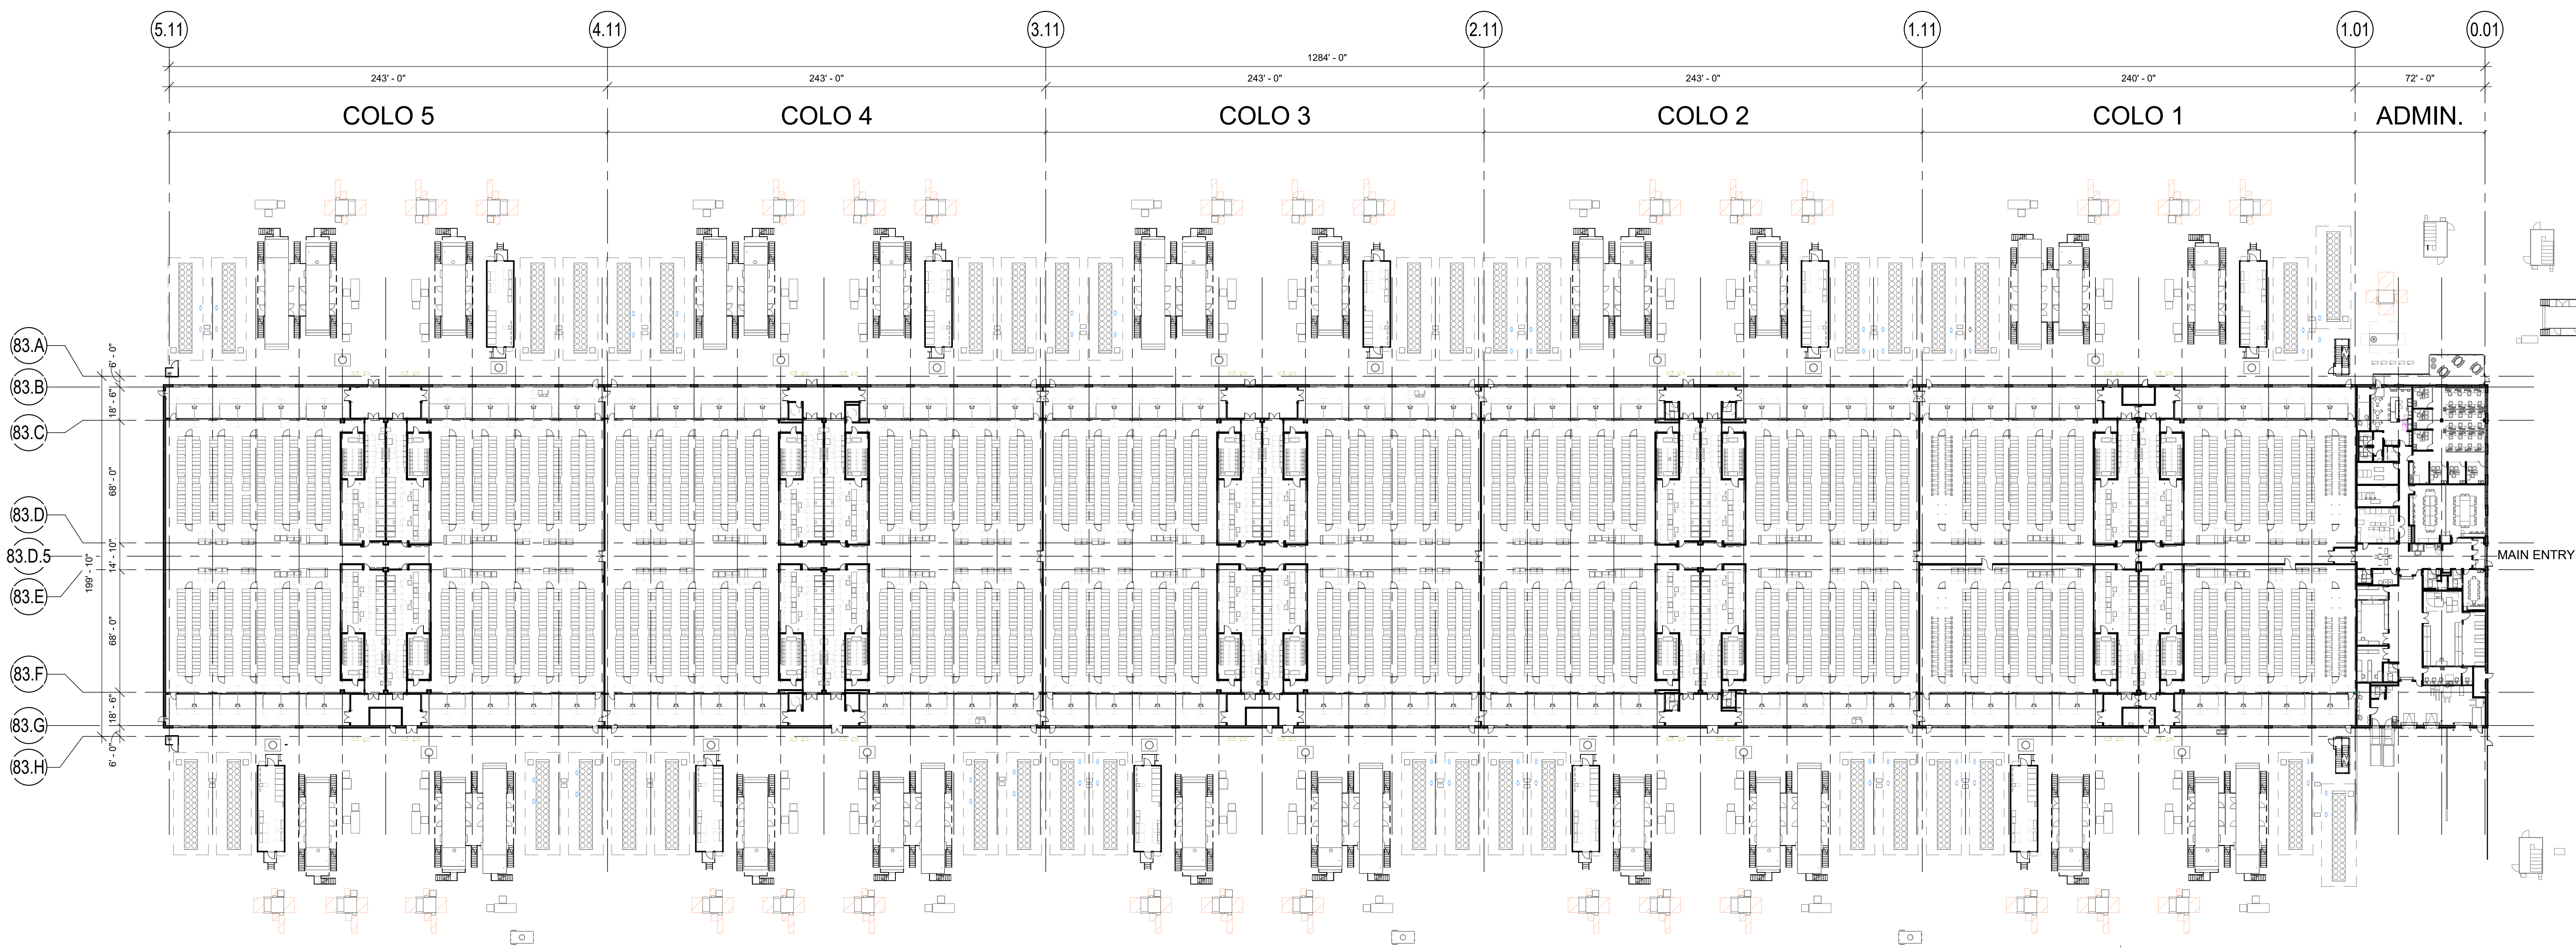 5.11 4.11 3.11 2.11 1.11 1.01 0.01
1284' - 0"
243' - 0" 243' - 0" 243' - 0" 243' - 0" 240' - 0" 72' - 0"
COLO 5 COLO 4 COLO 3 COLO 2 COLO 1 ADMIN.
83.A
6' - 0"
83.B
18' - 6"
83.C
68' - 0"
83.D
14' - 10"
83.D.5
199' - 10"
MAIN ENTRY
83.E
68' - 0"
83.F
18' - 6"
83.G
6' - 0"
83.H